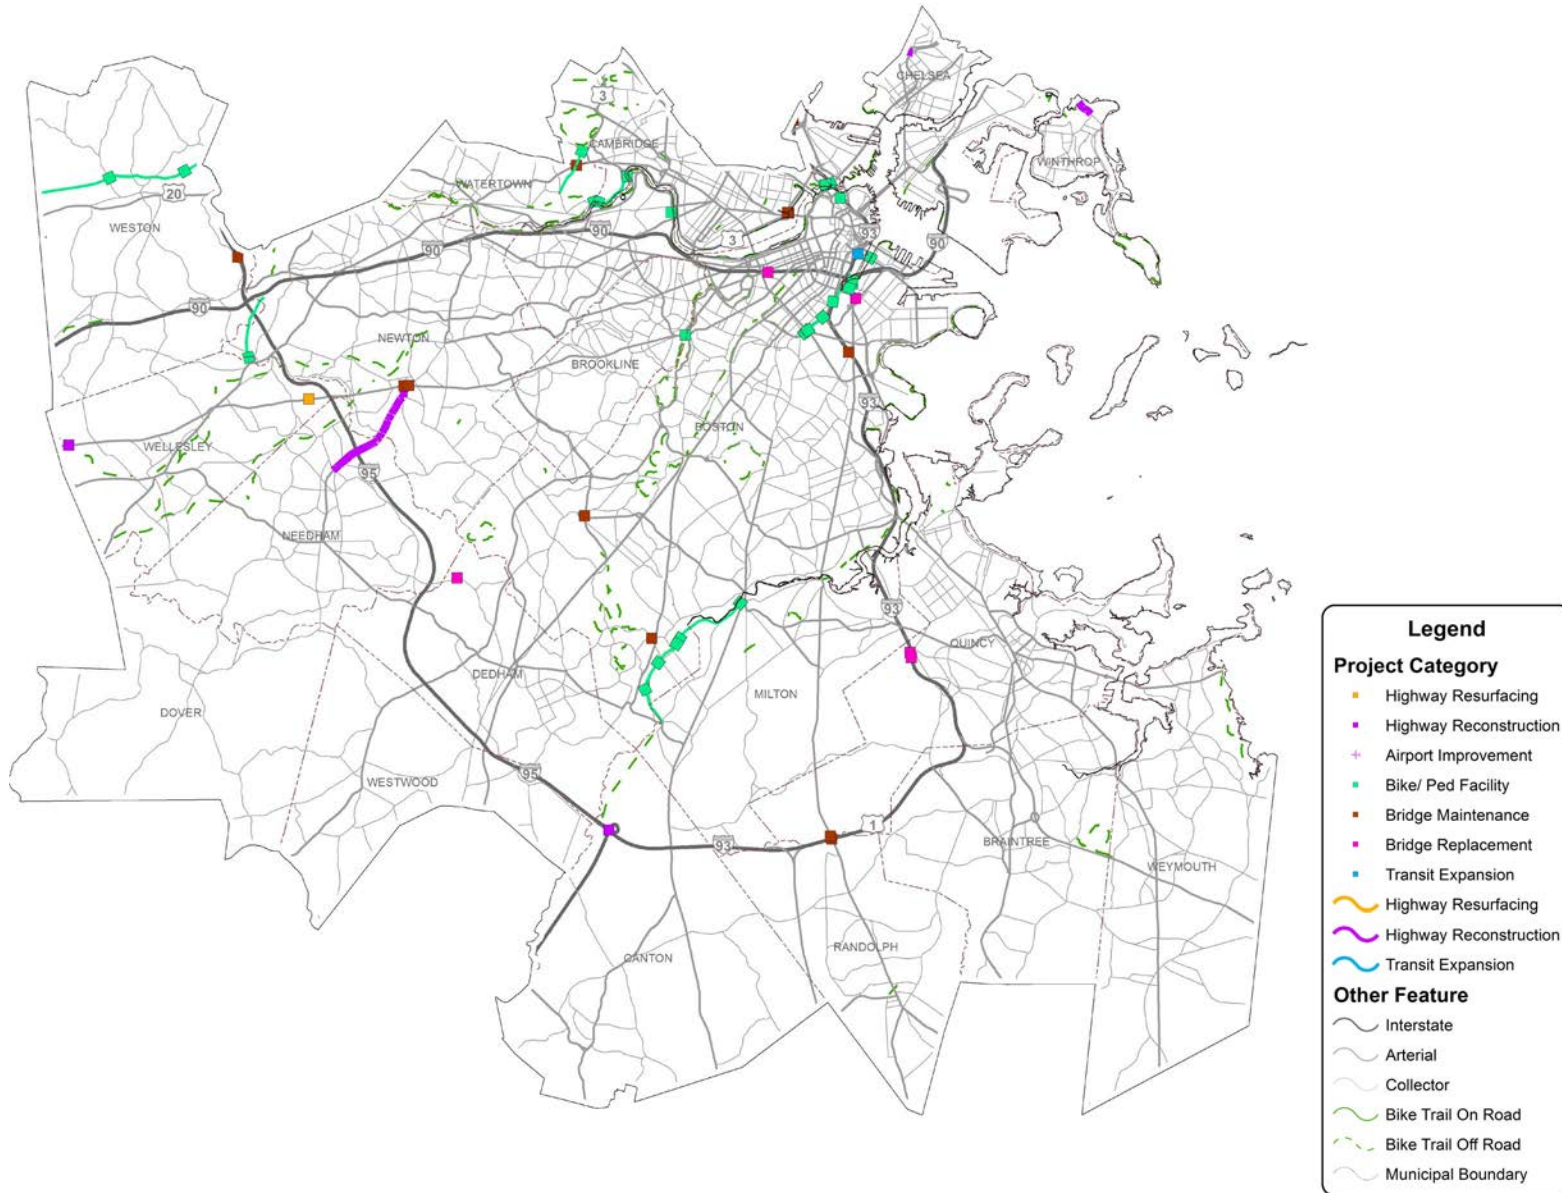 CHELSEA
3
CAMBRIDGE
WINTHROP
WATERTOWN
20
WESTON
90
93
3
90
90
90
NEWTON
BROOKLINE
93
BOSTON
WELLESLEY
95
NEEDHAM
93
QUINCY
DEDHAM
MILTON
DOVER
95
WESTWOOD
1
93
BRAINTREE
WEYMOUTH
RANDOLPH
CANTON
Legend
Project Category
Highway Resurfacing
Highway Reconstruction
Airport Improvement
Bike/ Ped Facility
Bridge Maintenance
Bridge Replacement
Transit Expansion
Highway Resurfacing
Highway Reconstruction
Transit Expansion
Other Feature
Interstate
Arterial
Collector
Bike Trail On Road
Bike Trail Off Road
Municipal Boundary